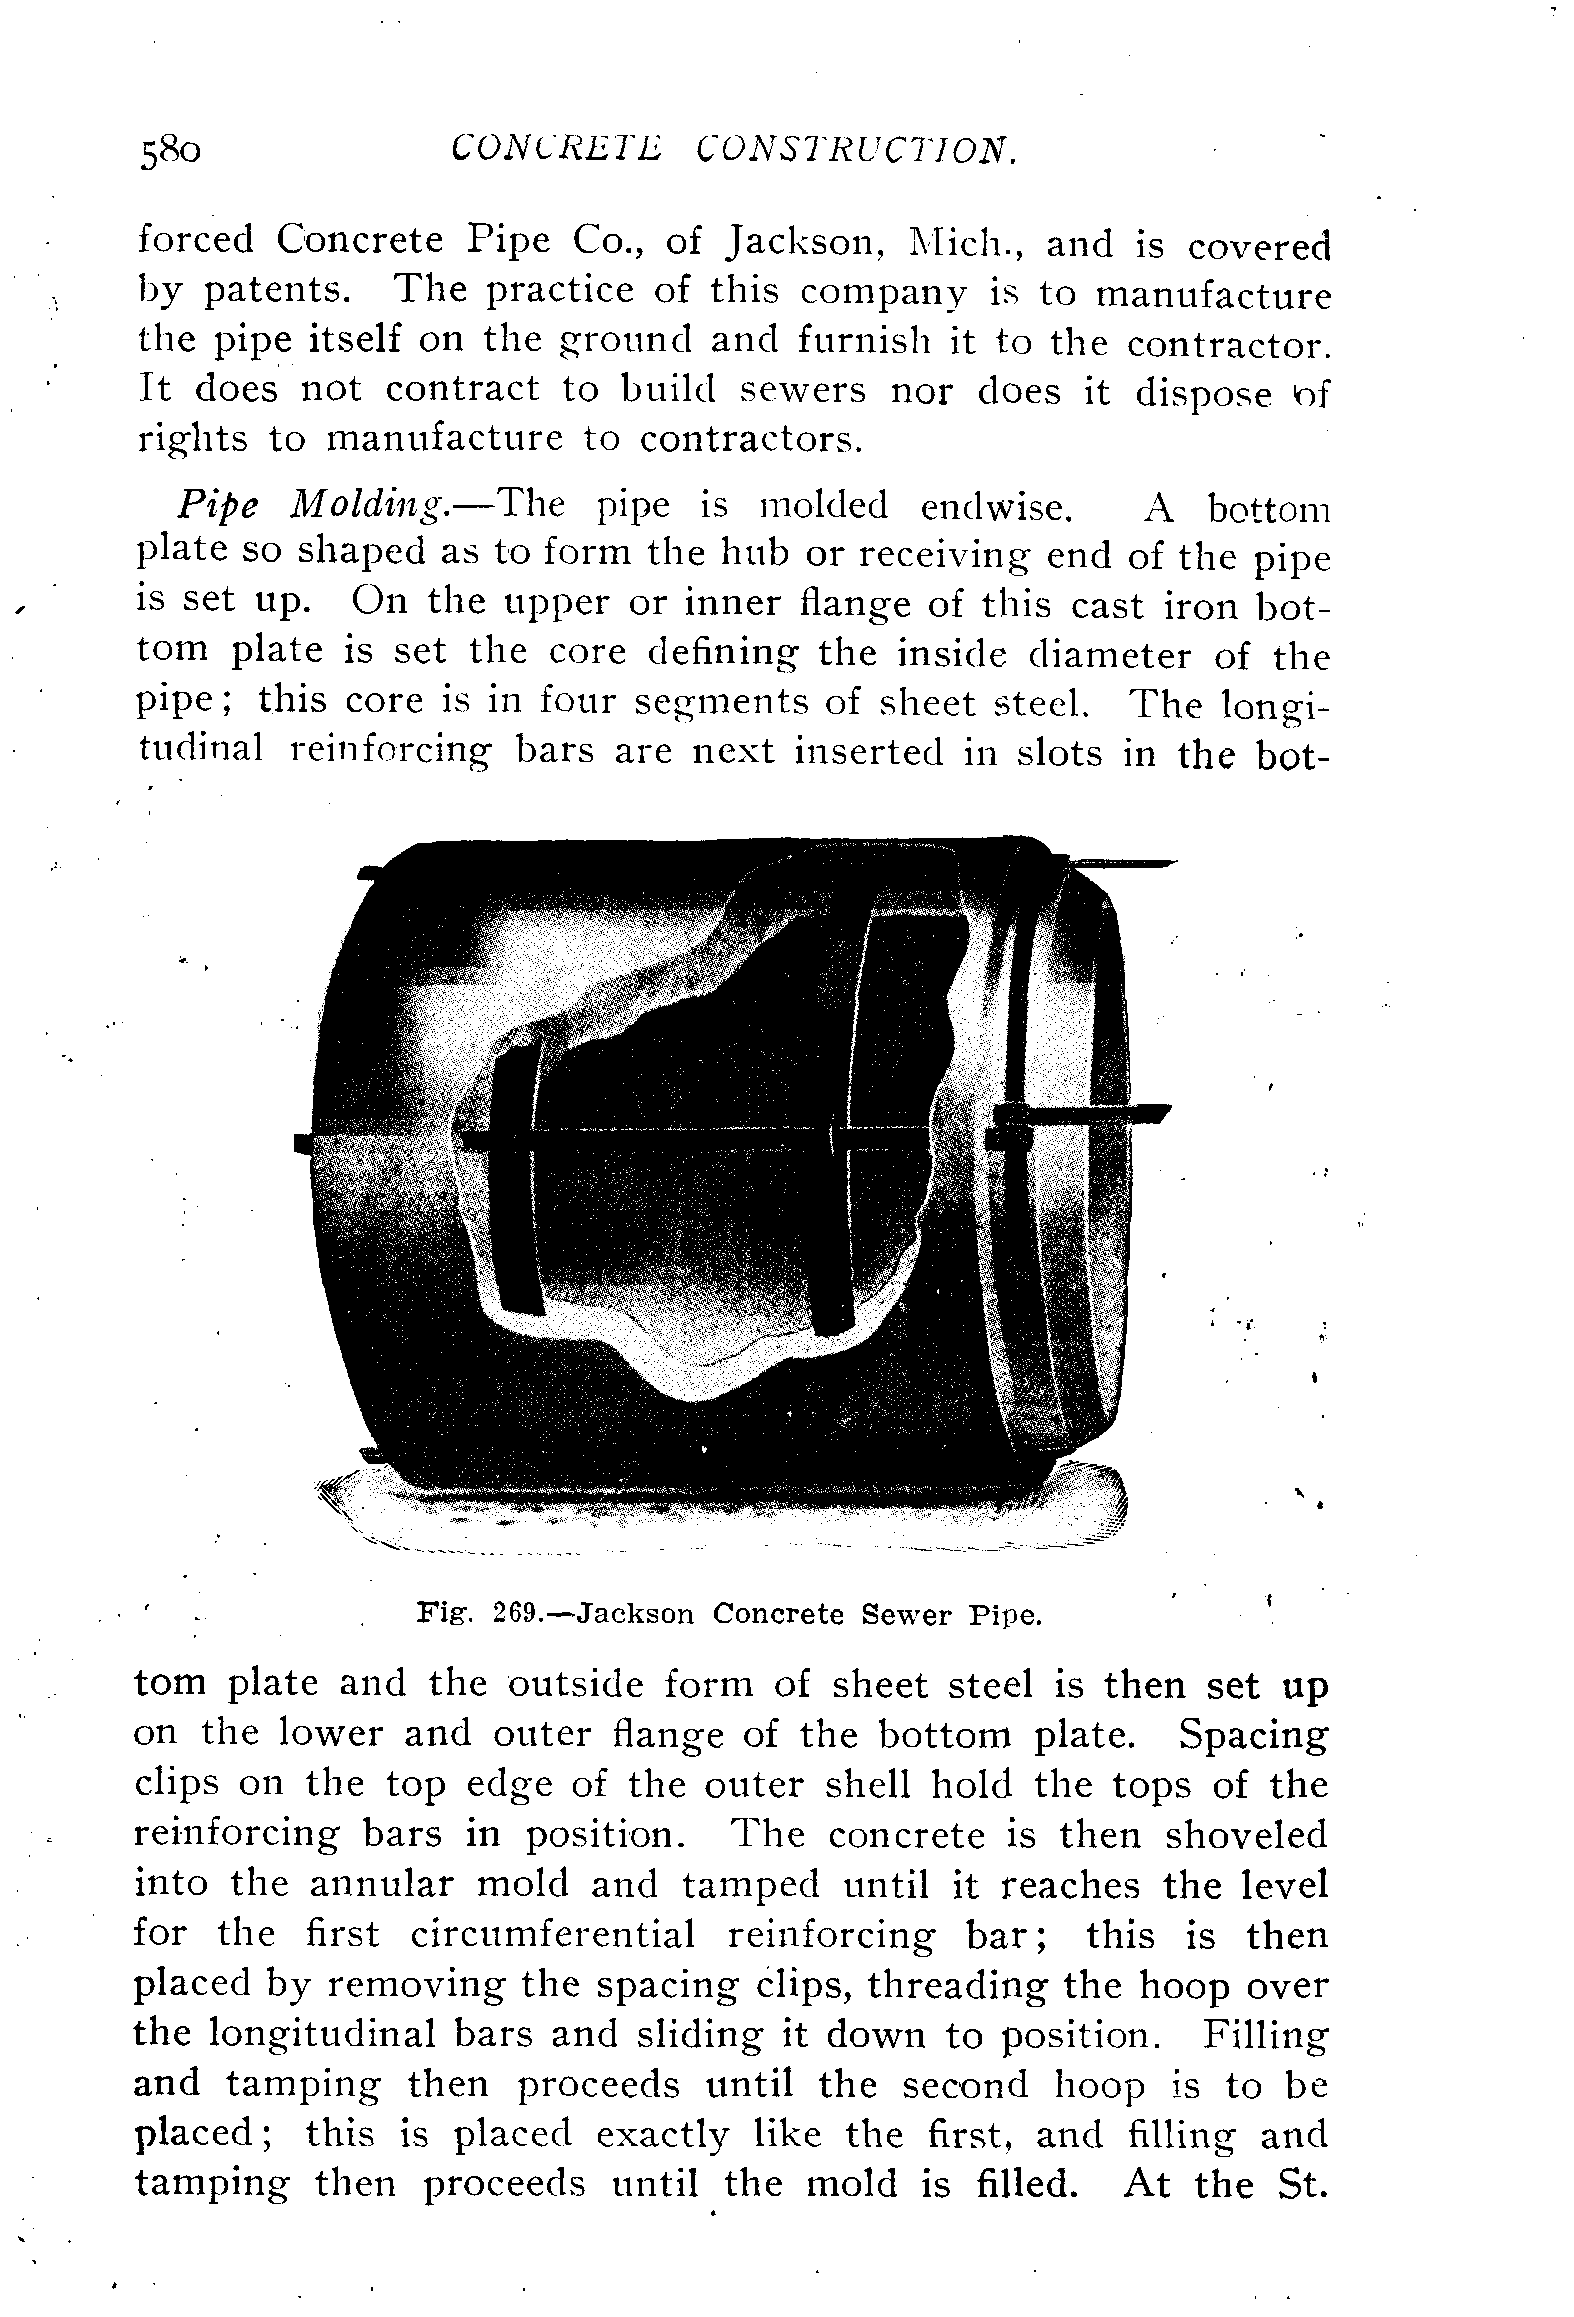 580 CONCRETE CONSTRUCTION.
forced Concrete Pipe Co., of Jackson, Mich., and is covered
by patents. The practice of this company is to manufacture
the pipe itself on the ground and furnish it to the contractor.
It does not contract to build sewers nor does it dispose of
rights to manufacture to contractors.
Pipe Molding.—The pipe is molded endwise. A bottom
plate so shaped as to form the hub or receiving end of the pipe
is set up. On the upper or inner flange of this cast iron bot-
tom plate is set the core defining the inside diameter of the
pipe; this core is in four segments of sheet steel. The longi-
tudinal reinforcing bars are next inserted in slots in the bot-
Fig. 269.—Jackson Concrete Sewer Pipe.
tom plate and the outside form of sheet steel is then set up
on the lower and outer flange of the bottom plate. Spacing
clips on the top edge of the outer shell hold the tops of the
reinforcing bars in position. The concrete is then shoveled
into the annular mold and tamped until it reaches the level
for the first circumferential reinforcing bar; this is then
placed by removing the spacing clips, threading the hoop over
the longitudinal bars and sliding it down to position. Filling
and tamping then proceeds until the second hoop is to be
placed; this is placed exactly like the first, and filling and
tamping then proceeds until the mold is filled. At the St.